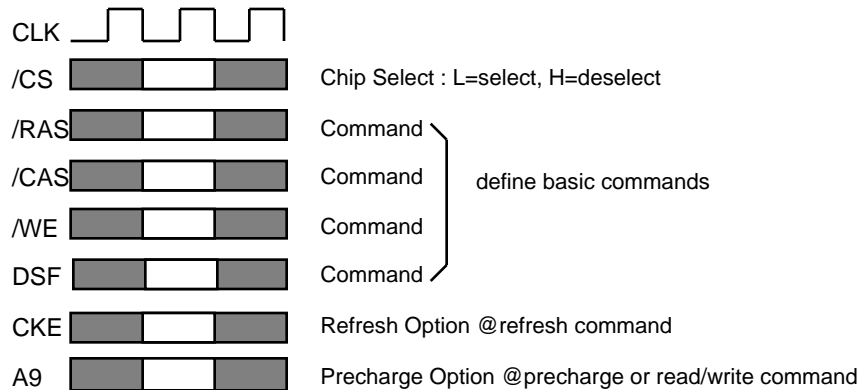 CLK
/CS Chip Select : L=select, H=deselect
/RAS Command
/CAS Command define basic commands
/WE Command
DSF Command
CKE Refresh Option @refresh command
A9 Precharge Option @precharge or read/write command